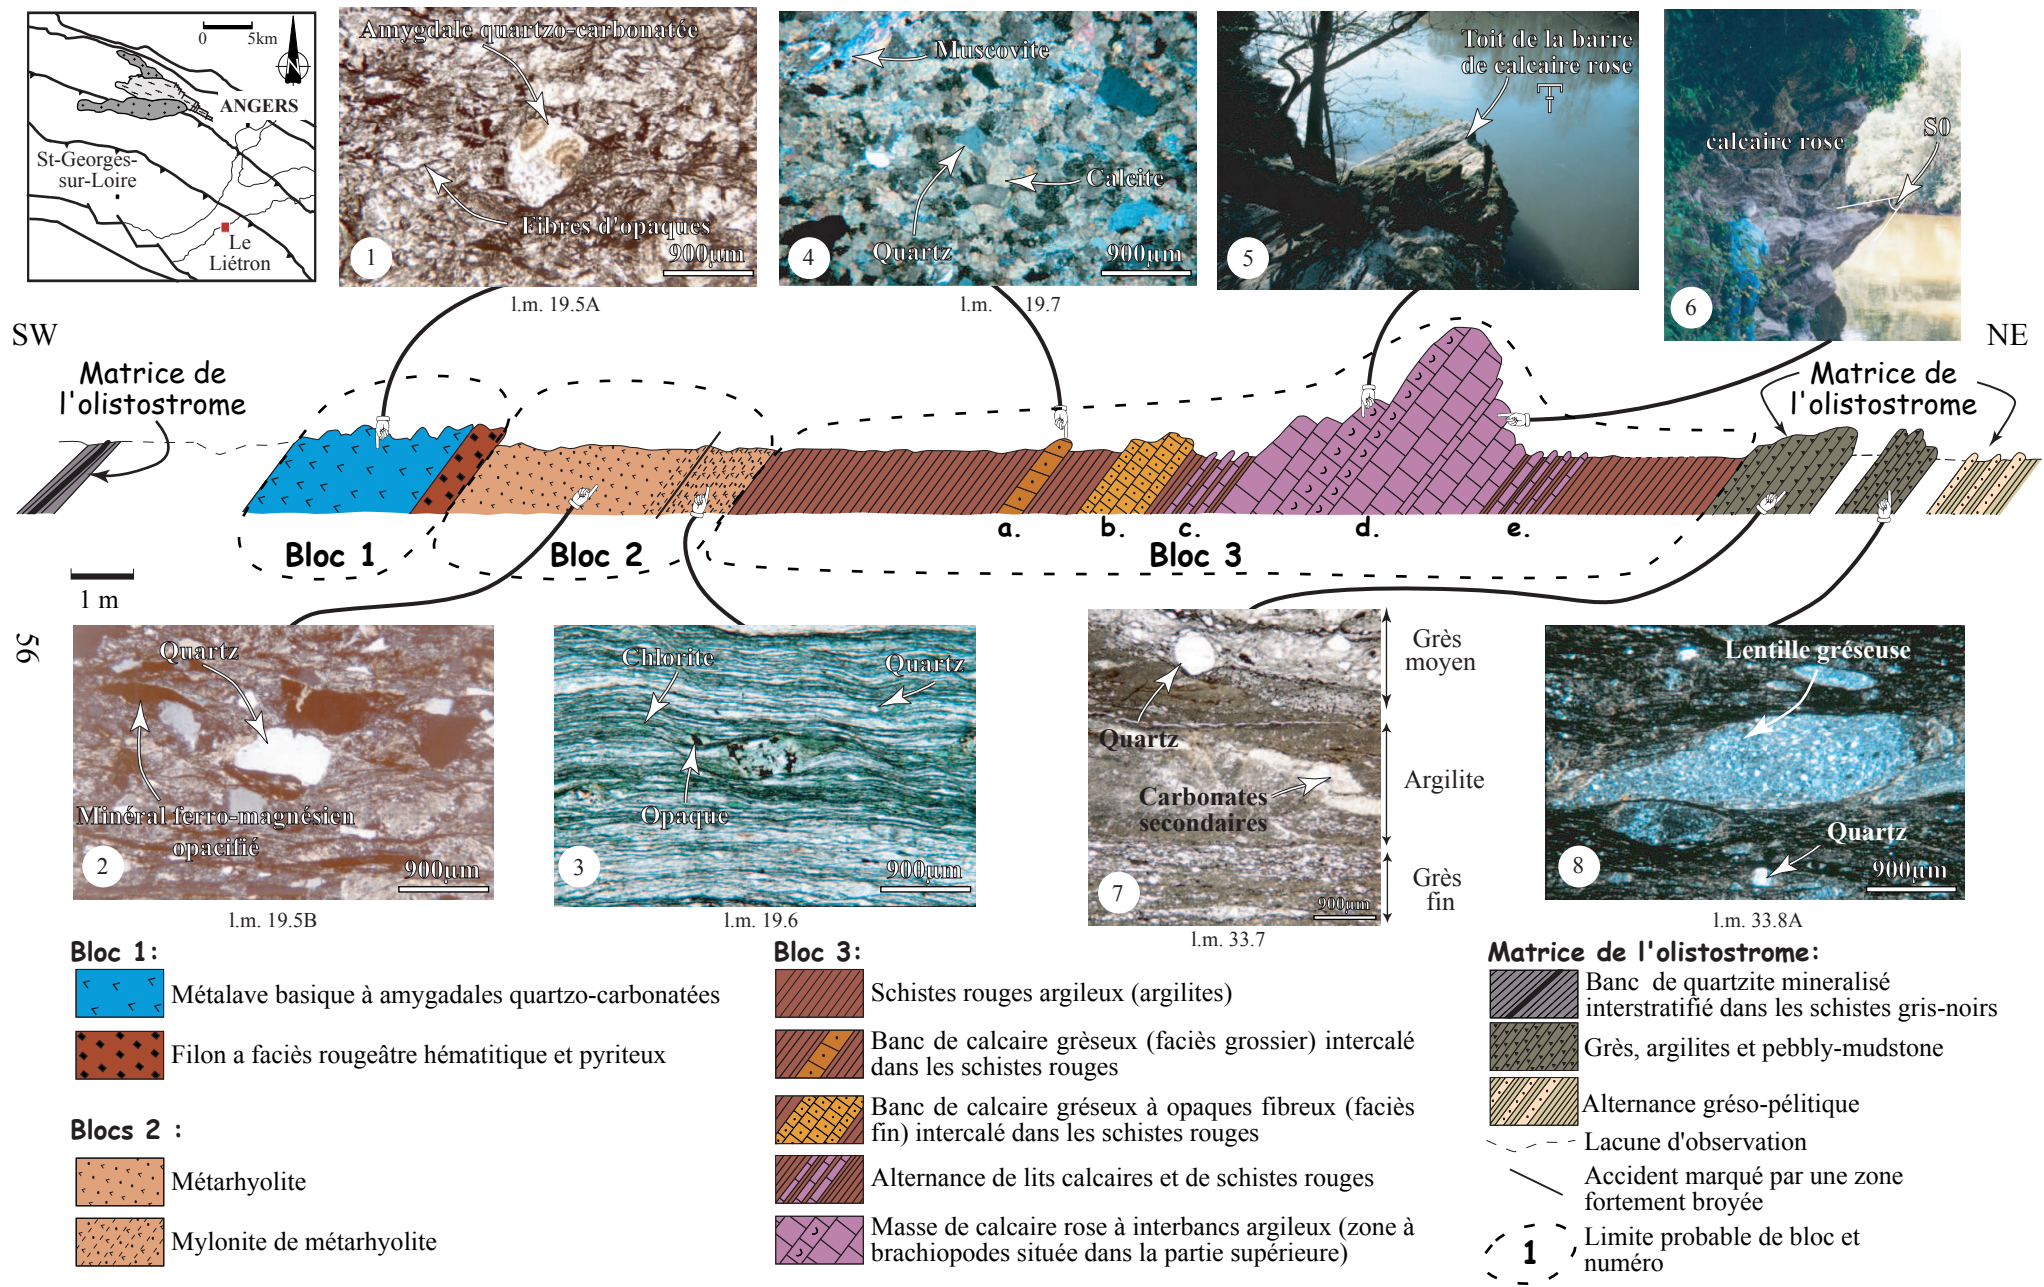 0 5km
N
ANGERS
St-Georges-
sur-Loire
Le
Liétron
Amygdale quartzo-carbonatée
Fibres d'opaques
900µm
1
l.m. 19.5A
Muscovite
Calcite
Quartz
900µm
4
l.m. 19.7
Toit de la barre
de calcaire rose
5
calcaire rose
S0
6
SW
NE
Matrice de
l'olistostrome
Matrice de
l'olistostrome
a. b. c. d. e.
Bloc 1
Bloc 2
Bloc 3
1 m
56
Quartz
Minéral ferro-magnésien
opacifié
900µm
2
l.m. 19.5B
Chlorite
Quartz
Opaque
900µm
3
l.m. 19.6
Quartz
Carbonates
secondaires
900µm
7
Grès
moyen
Argilite
Grès
fin
l.m. 33.7
Lentille gréseuse
Quartz
900µm
8
l.m. 33.8A
Bloc 1:
Métalave basique à amygadales quartzo-carbonatées
Filon a faciès rougeâtre hématitique et pyriteux
Blocs 2 :
Métarhyolite
Mylonite de métarhyolite
Bloc 3:
Schistes rouges argileux (argilites)
Banc de calcaire grèseux (faciès grossier) intercalé
dans les schistes rouges
Banc de calcaire gréseux à opaques fibreux (faciès
fin) intercalé dans les schistes rouges
Alternance de lits calcaires et de schistes rouges
Masse de calcaire rose à interbancs argileux (zone à
brachiopodes située dans la partie supérieure)
Matrice de l'olistostrome:
Banc de quartzite mineralisé
interstratifié dans les schistes gris-noirs
Grès, argilites et pebbly-mudstone
Alternance gréso-pélitique
Lacune d'observation
Accident marqué par une zone
fortement broyée
1
Limite probable de bloc et
numéro